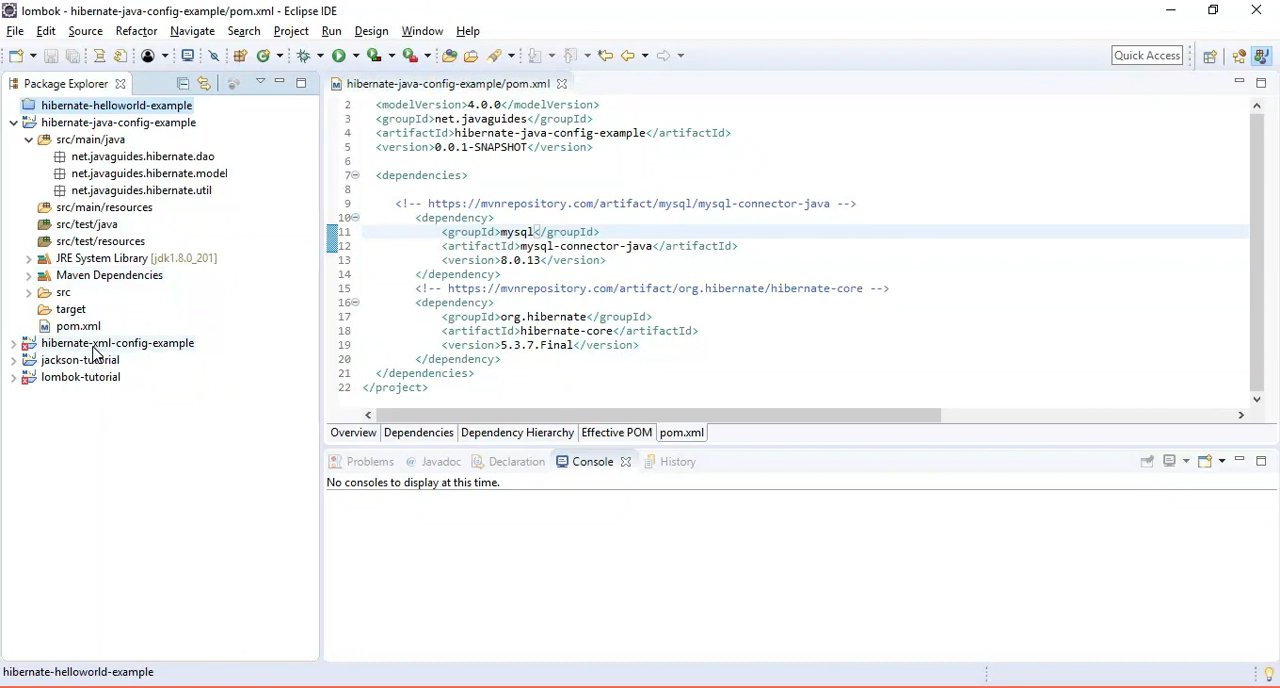 lombok - hibernate-java-config-example/pom.xml - Eclipse IDE
File Edit Source Refactor Navigate Search Project Run Design Window Help
Quick Access
Package Explorer
hibernate-helloworld-example
hibernate-java-config-example
src/main/java
net.javaguides.hibernate.dao
net.javaguides.hibernate.model
net.javaguides.hibernate.util
src/main/resources
src/test/java
src/test/resources
JRE System Library [jdk1.8.0_201]
Maven Dependencies
src
target
pom.xml
hibernate-xml-config-example
jackson-tutorial
lombok-tutorial
hibernate-java-config-example/pom.xml
2 <modelVersion>4.0.0</modelVersion>
3 <groupId>net.javaguides</groupId>
4 <artifactId>hibernate-java-config-example</artifactId>
5 <version>0.0.1-SNAPSHOT</version>
6
7 <dependencies>
8
9 <!-- https://mvnrepository.com/artifact/mysql/mysql-connector-java -->
10 <dependency>
11 <groupId>mysql</groupId>
12 <artifactId>mysql-connector-java</artifactId>
13 <version>8.0.13</version>
14 </dependency>
15 <!-- https://mvnrepository.com/artifact/org.hibernate/hibernate-core -->
16 <dependency>
17 <groupId>org.hibernate</groupId>
18 <artifactId>hibernate-core</artifactId>
19 <version>5.3.7.Final</version>
20 </dependency>
21 </dependencies>
22 </project>
Overview Dependencies Dependency Hierarchy Effective POM pom.xml
Problems @ Javadoc Declaration Console History
No consoles to display at this time.
hibernate-helloworld-example